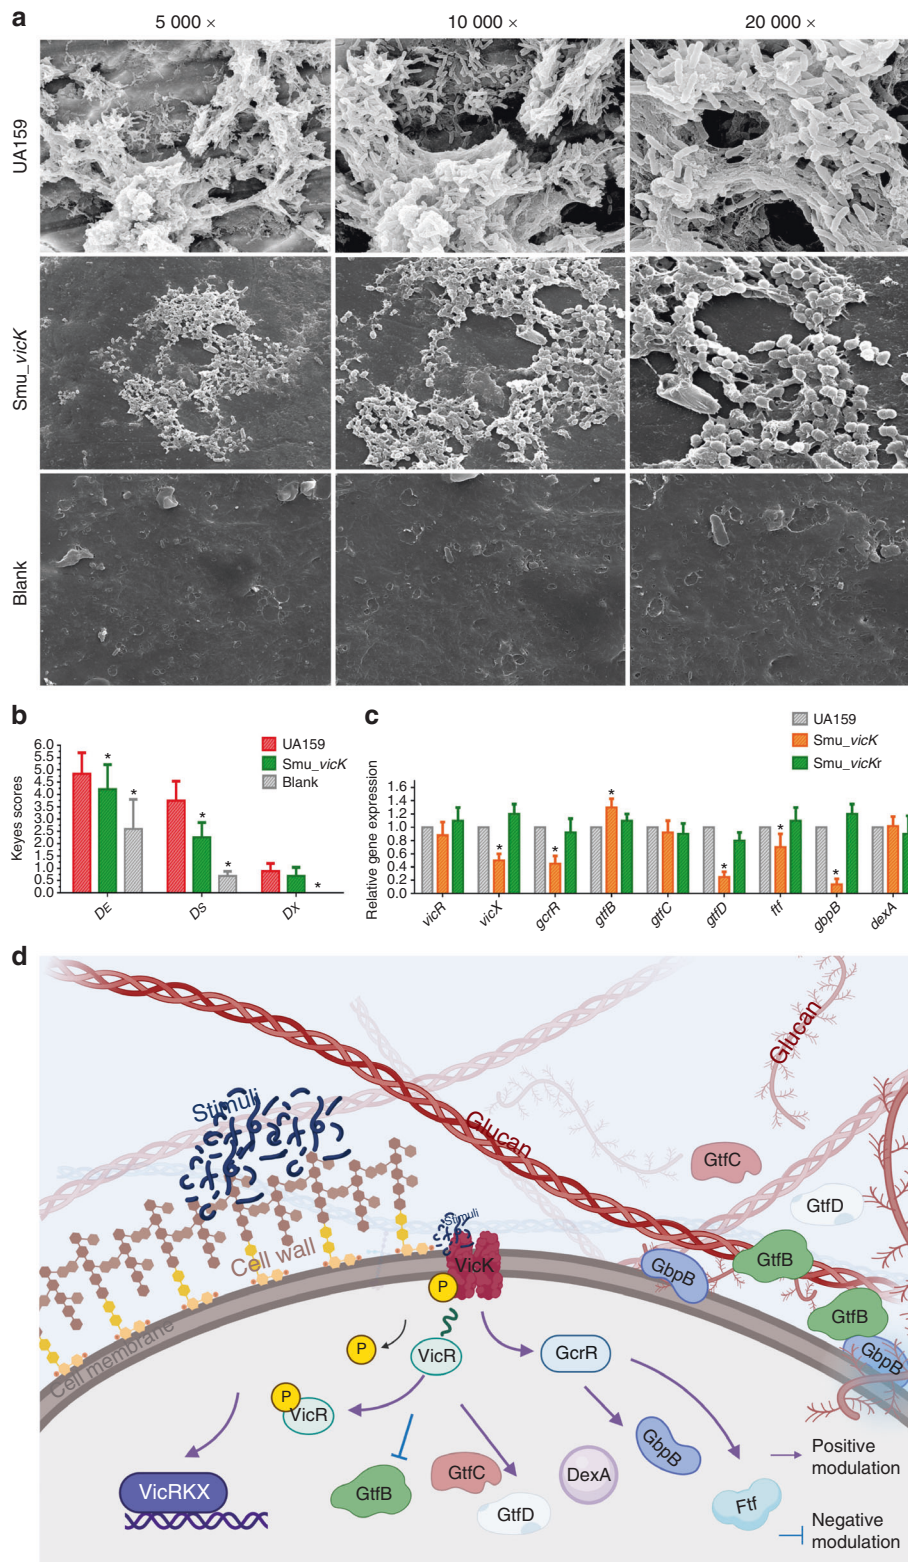 a
5 000 ×
10 000 ×
20 000 ×
UA159
Smu_vicK
Blank
b
Keyes scores
6.0
5.5
5.0
4.5
4.0
3.5
3.0
2.5
2.0
1.5
1.0
0.5
0.0
UA159
Smu_vicK
Blank
*
*
*
*
*
DE
DS
DX
c
UA159
Smu_vicK
Smu_vicKr
Relative gene expression
1.6
1.4
1.2
1.0
0.8
0.6
0.4
0.2
0
*
*
*
*
*
*
vicR
vicX
gcrR
gtfB
gtfC
gtfD
ftf
gbpB
dexA
d
Stimuli
Glucan
Glucan
GtfC
GtfD
GtfB
GbpB
GtfB
GbpB
Cell wall
Stimuli
VicK
P
Cell membrane
P
VicR
GcrR
P
VicR
VicRKX
GtfB
GtfC
GtfD
DexA
GbpB
Ftf
Positive
modulation
Negative
modulation